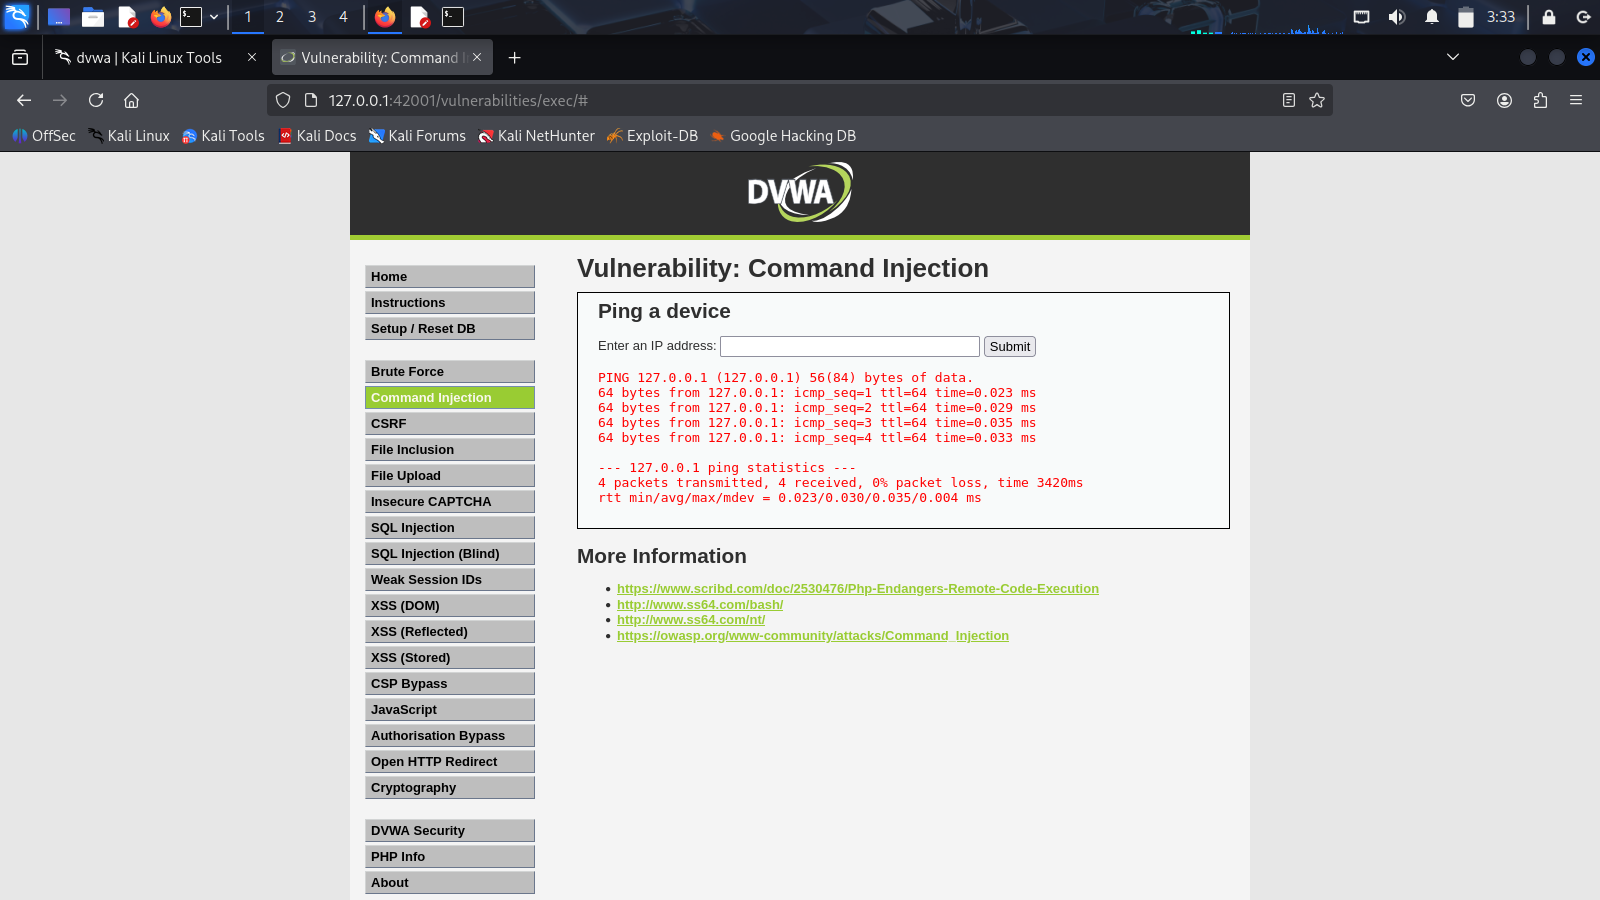 1 2 3 4 3:33
dvwa | Kali Linux Tools
Vulnerability: Command I
127.0.0.1:42001/vulnerabilities/exec/#
OffSec Kali Linux Kali Tools Kali Docs Kali Forums Kali NetHunter Exploit-DB Google Hacking DB
DVWA
Home
Instructions
Setup / Reset DB
Brute Force
Command Injection
CSRF
File Inclusion
File Upload
Insecure CAPTCHA
SQL Injection
SQL Injection (Blind)
Weak Session IDs
XSS (DOM)
XSS (Reflected)
XSS (Stored)
CSP Bypass
JavaScript
Authorisation Bypass
Open HTTP Redirect
Cryptography
DVWA Security
PHP Info
About
Vulnerability: Command Injection
Ping a device
Enter an IP address: Submit
PING 127.0.0.1 (127.0.0.1) 56(84) bytes of data.
64 bytes from 127.0.0.1: icmp_seq=1 ttl=64 time=0.023 ms
64 bytes from 127.0.0.1: icmp_seq=2 ttl=64 time=0.029 ms
64 bytes from 127.0.0.1: icmp_seq=3 ttl=64 time=0.035 ms
64 bytes from 127.0.0.1: icmp_seq=4 ttl=64 time=0.033 ms
--- 127.0.0.1 ping statistics ---
4 packets transmitted, 4 received, 0% packet loss, time 3420ms
rtt min/avg/max/mdev = 0.023/0.030/0.035/0.004 ms
More Information
https://www.scribd.com/doc/2530476/Php-Endangers-Remote-Code-Execution
http://www.ss64.com/bash/
http://www.ss64.com/nt/
https://owasp.org/www-community/attacks/Command_Injection